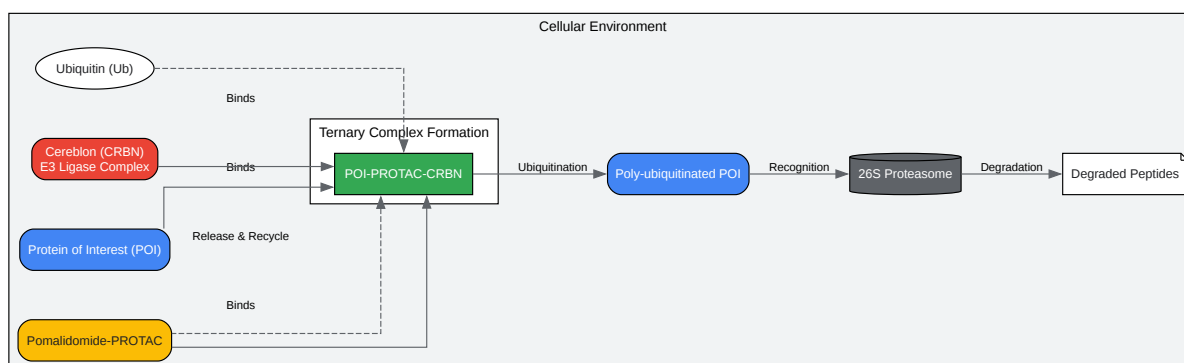 Cellular Environment
Ubiquitin (Ub)
Binds
Ternary Complex Formation
Cerebron (CRBN)
E3 Ligase Complex
Binds
POI-PROTAC-CRBN
Ubiquitination
Poly-ubiquitinated POI
Recognition
26S Proteasome
Degradation
Degraded Peptides
Protein of Interest (POI)
Release & Recycle
Binds
Pomalidomide-PROTAC